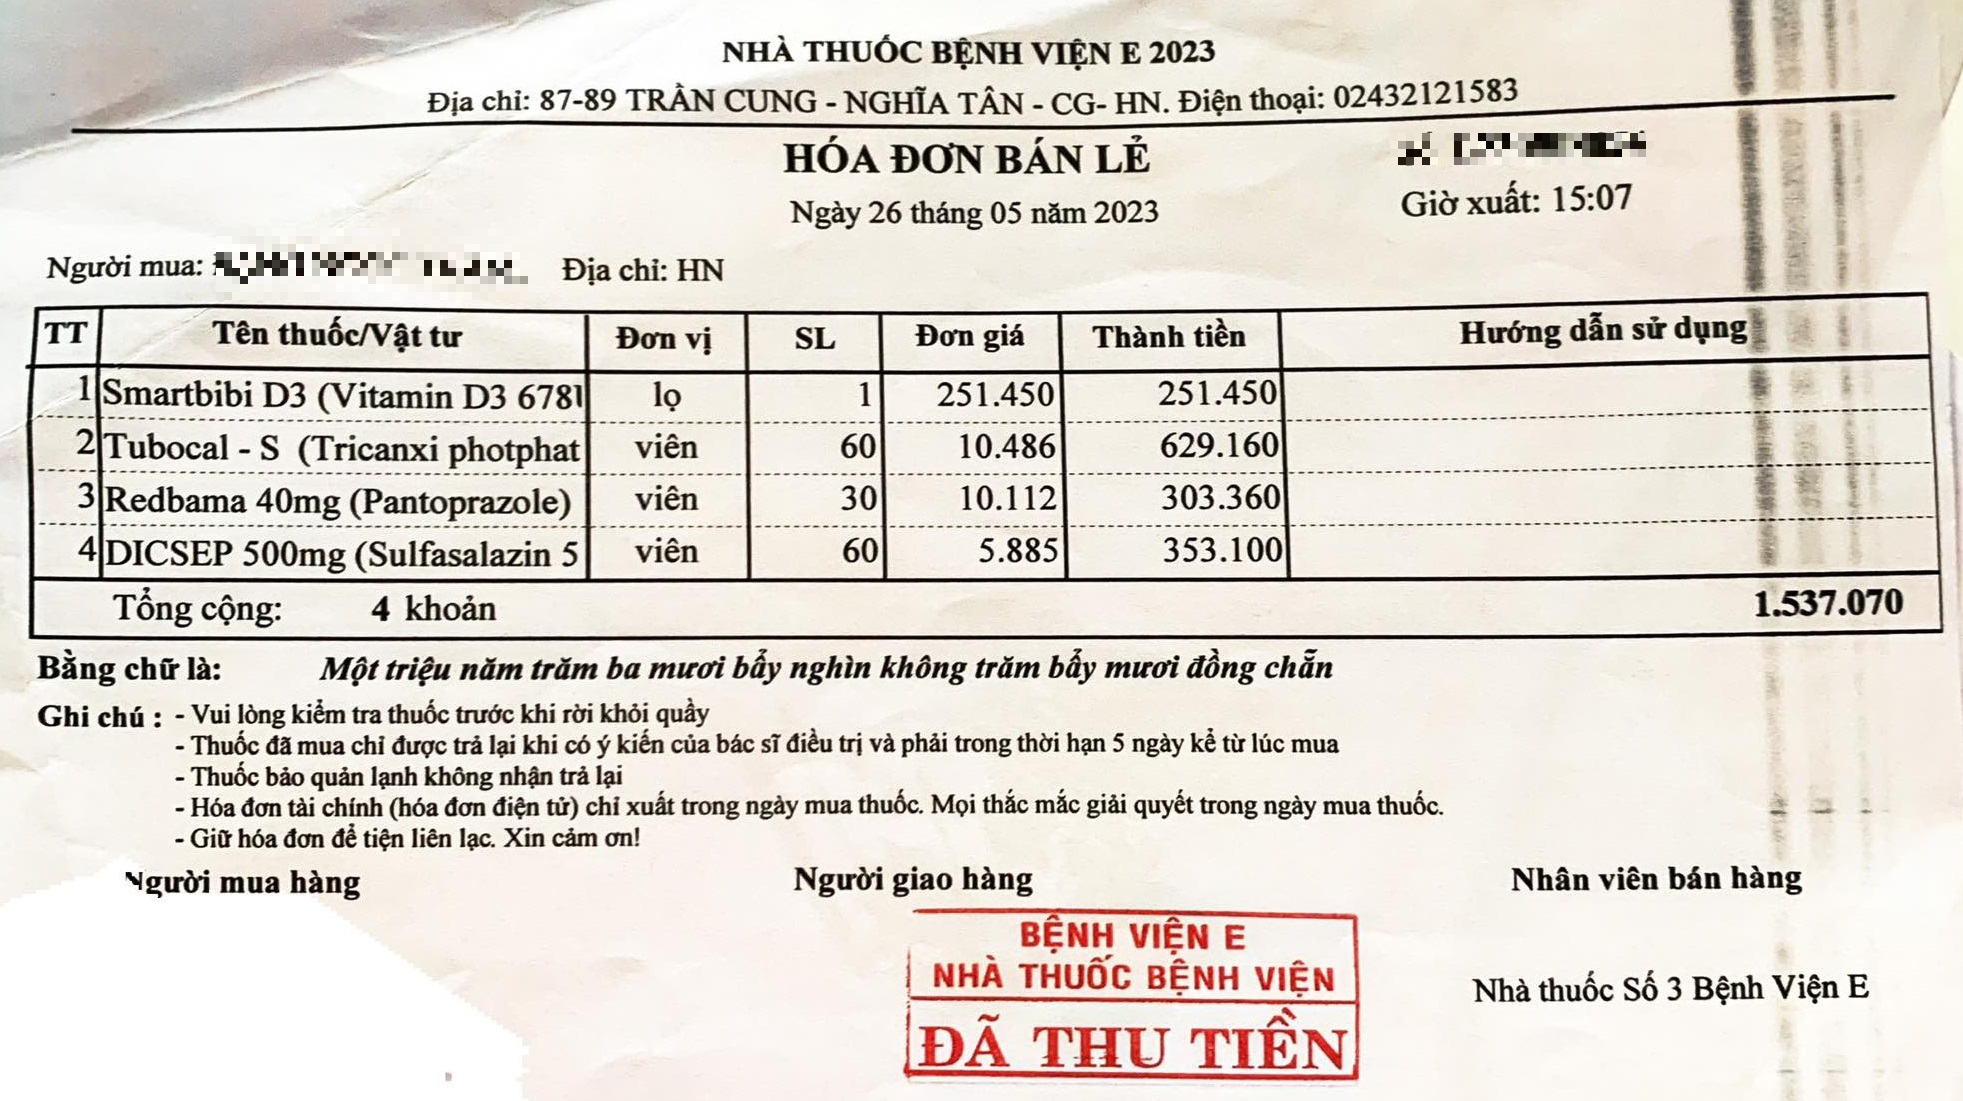 NHÀ THUỐC BỆNH VIỆN E 2023
Địa chỉ: 87-89 TRẦN CUNG - NGHĨA TÂN - CG- HN. Điện thoại: 02432121583
HÓA ĐƠN BÁN LẺ
Ngày 26 tháng 05 năm 2023 Giờ xuất: 15:07
Người mua: Địa chỉ: HN
TT Tên thuốc/Vật tư Đơn vị SL Đơn giá Thành tiền Hướng dẫn sử dụng
1 Smartbibi D3 (Vitamin D3 678 lọ 1 251.450 251.450
2 Tubocal - S (Tricanxi photphat viên 60 10.486 629.160
3 Redbama 40mg (Pantoprazole) viên 30 10.112 303.360
4 DICSEP 500mg (Sulfasalazin 5 viên 60 5.885 353.100
Tổng cộng: 4 khoản 1.537.070
Bằng chữ là: Một triệu năm trăm ba mươi bẩy nghìn không trăm bẩy mươi đồng chẵn
Ghi chú : - Vui lòng kiểm tra thuốc trước khi rời khỏi quầy
- Thuốc đã mua chỉ được trả lại khi có ý kiến của bác sĩ điều trị và phải trong thời hạn 5 ngày kể từ lúc mua
- Thuốc bảo quản lạnh không nhận trả lại
- Hóa đơn tài chính (hóa đơn điện tử) chỉ xuất trong ngày mua thuốc. Mọi thắc mắc giải quyết trong ngày mua thuốc.
- Giữ hóa đơn để tiện liên lạc. Xin cảm ơn!
Người mua hàng Người giao hàng Nhân viên bán hàng
BỆNH VIỆN E
NHÀ THUỐC BỆNH VIỆN
Nhà thuốc Số 3 Bệnh Viện E
ĐÃ THU TIỀN